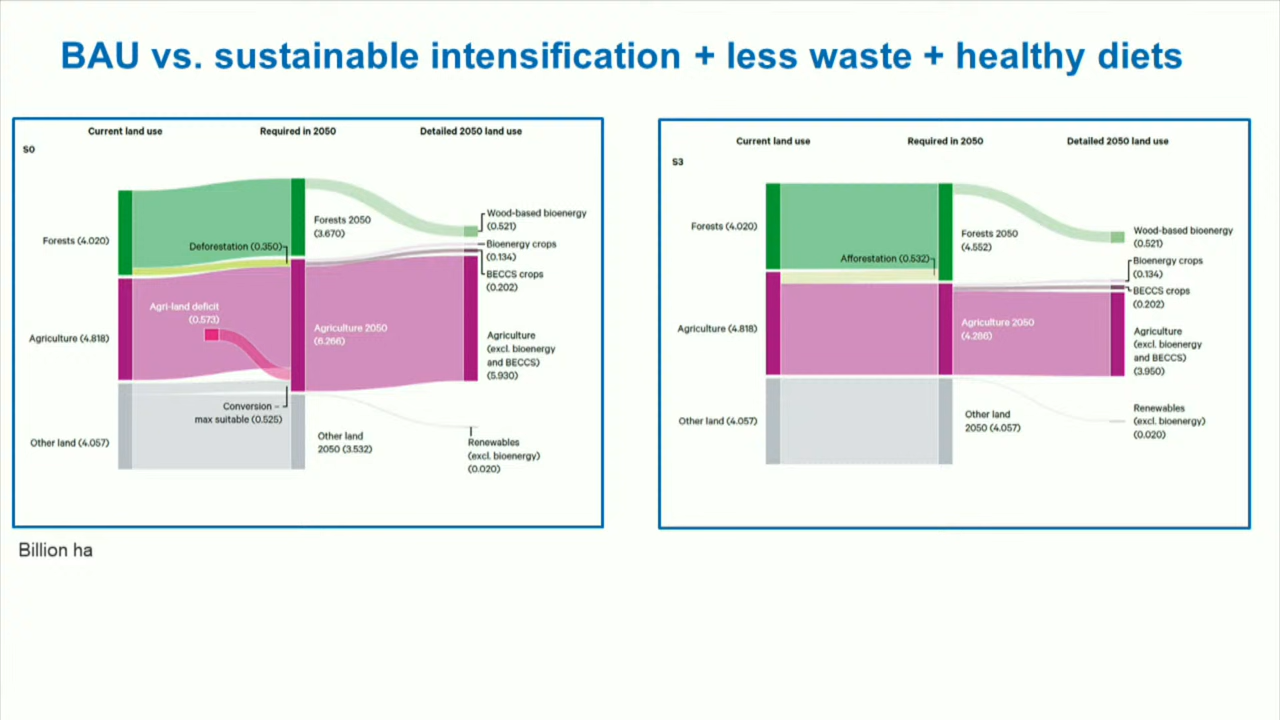 BAU vs. sustainable intensification + less waste + healthy diets
Current land use
Required in 2050
Detailed 2050 land use
S0
Forests (4.020)
Deforestation (0.350)
Forests 2050
(3.670)
Wood-based bioenergy
(0.521)
Bioenergy crops
(0.134)
BECCS crops
(0.202)
Agri-land deficit
(0.573)
Agriculture (4.818)
Agriculture 2050
(6.266)
Agriculture
(excl. bioenergy
and BECCS)
(5.930)
Conversion –
max suitable (0.525)
Other land (4.057)
Other land
2050 (3.532)
Renewables
(excl. bioenergy)
(0.020)
Current land use
Required in 2050
Detailed 2050 land use
S3
Forests (4.020)
Afforestation (0.532)
Forests 2050
(4.552)
Wood-based bioenergy
(0.521)
Bioenergy crops
(0.134)
BECCS crops
(0.202)
Agriculture (4.818)
Agriculture 2050
(4.286)
Agriculture
(excl. bioenergy
and BECCS)
(3.950)
Other land (4.057)
Other land
2050 (4.057)
Renewables
(excl. bioenergy)
(0.020)
Billion ha